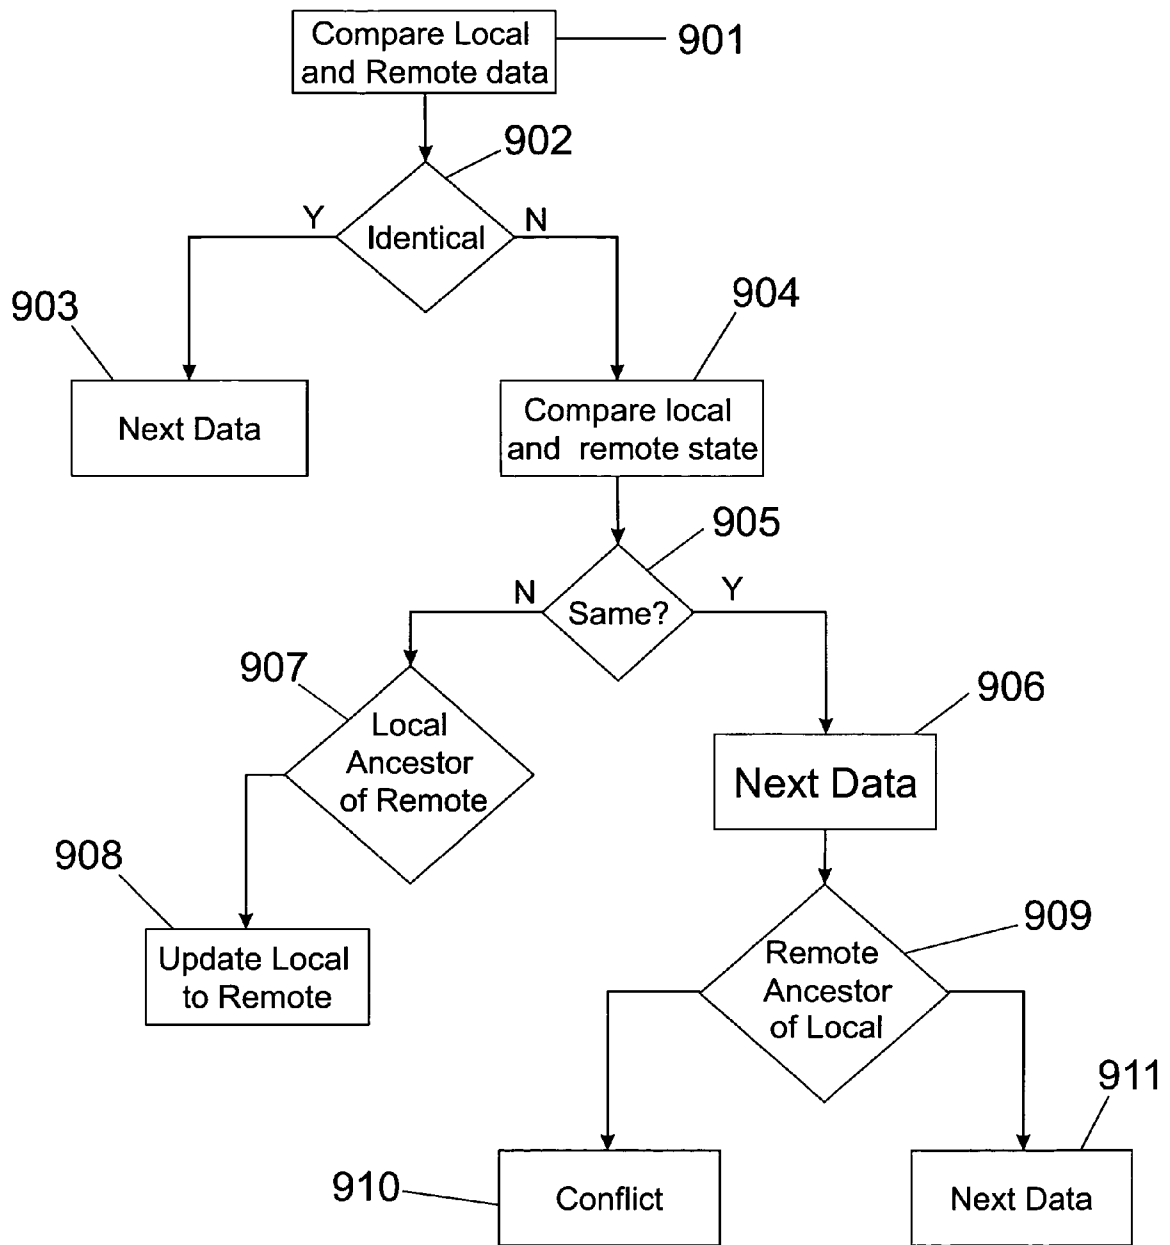 Compare Local
and Remote data
901
902
Y
Identical
N
903
904
Next Data
Compare local
and remote state
905
N
Same?
Y
907
906
Local
Ancestor
of Remote
Next Data
908
909
Update Local
to Remote
Remote
Ancestor
of Local
911
910
Conflict
Next Data